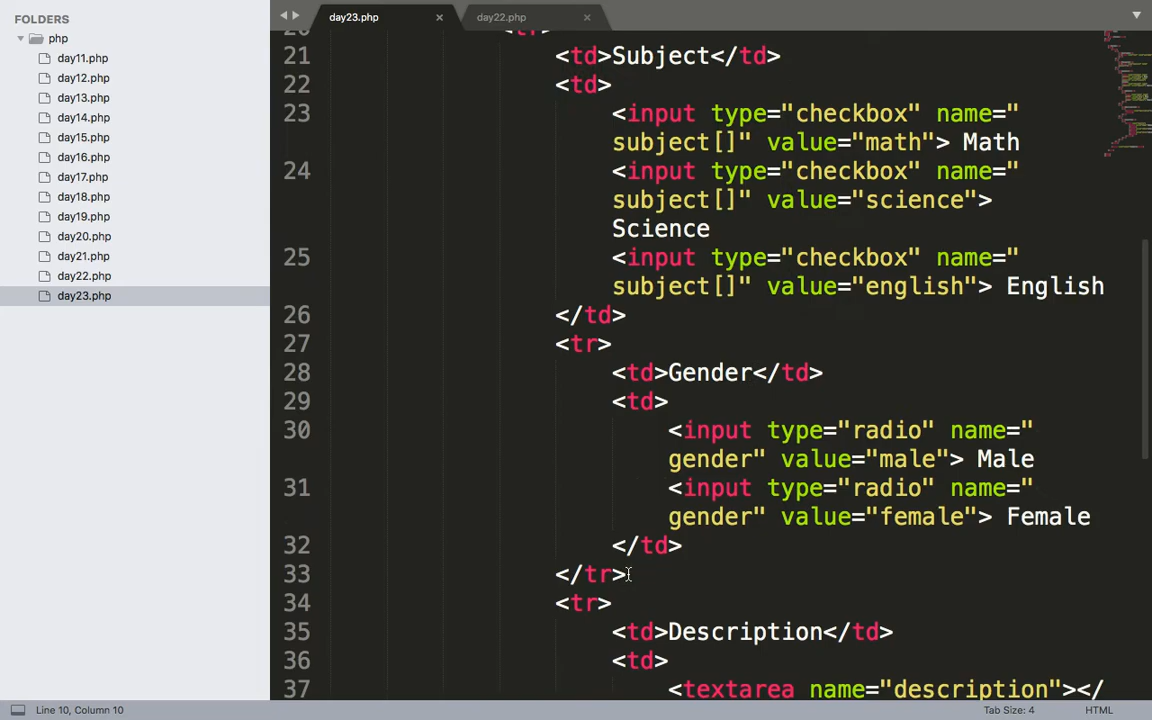 FOLDERS
php
day11.php
day12.php
day13.php
day14.php
day15.php
day16.php
day17.php
day18.php
day19.php
day20.php
day21.php
day22.php
day23.php
day23.php ×
day22.php ×
20 <tr>
21 <td>Subject</td>
22 <td>
23 <input type="checkbox" name="
subject[]" value="math"> Math
24 <input type="checkbox" name="
subject[]" value="science">
Science
25 <input type="checkbox" name="
subject[]" value="english"> English
26 </td>
27 <tr>
28 <td>Gender</td>
29 <td>
30 <input type="radio" name="
gender" value="male"> Male
31 <input type="radio" name="
gender" value="female"> Female
32 </td>
33 </tr>
34 <tr>
35 <td>Description</td>
36 <td>
37 <textarea name="description"></
Line 10, Column 10
Tab Size: 4
HTML